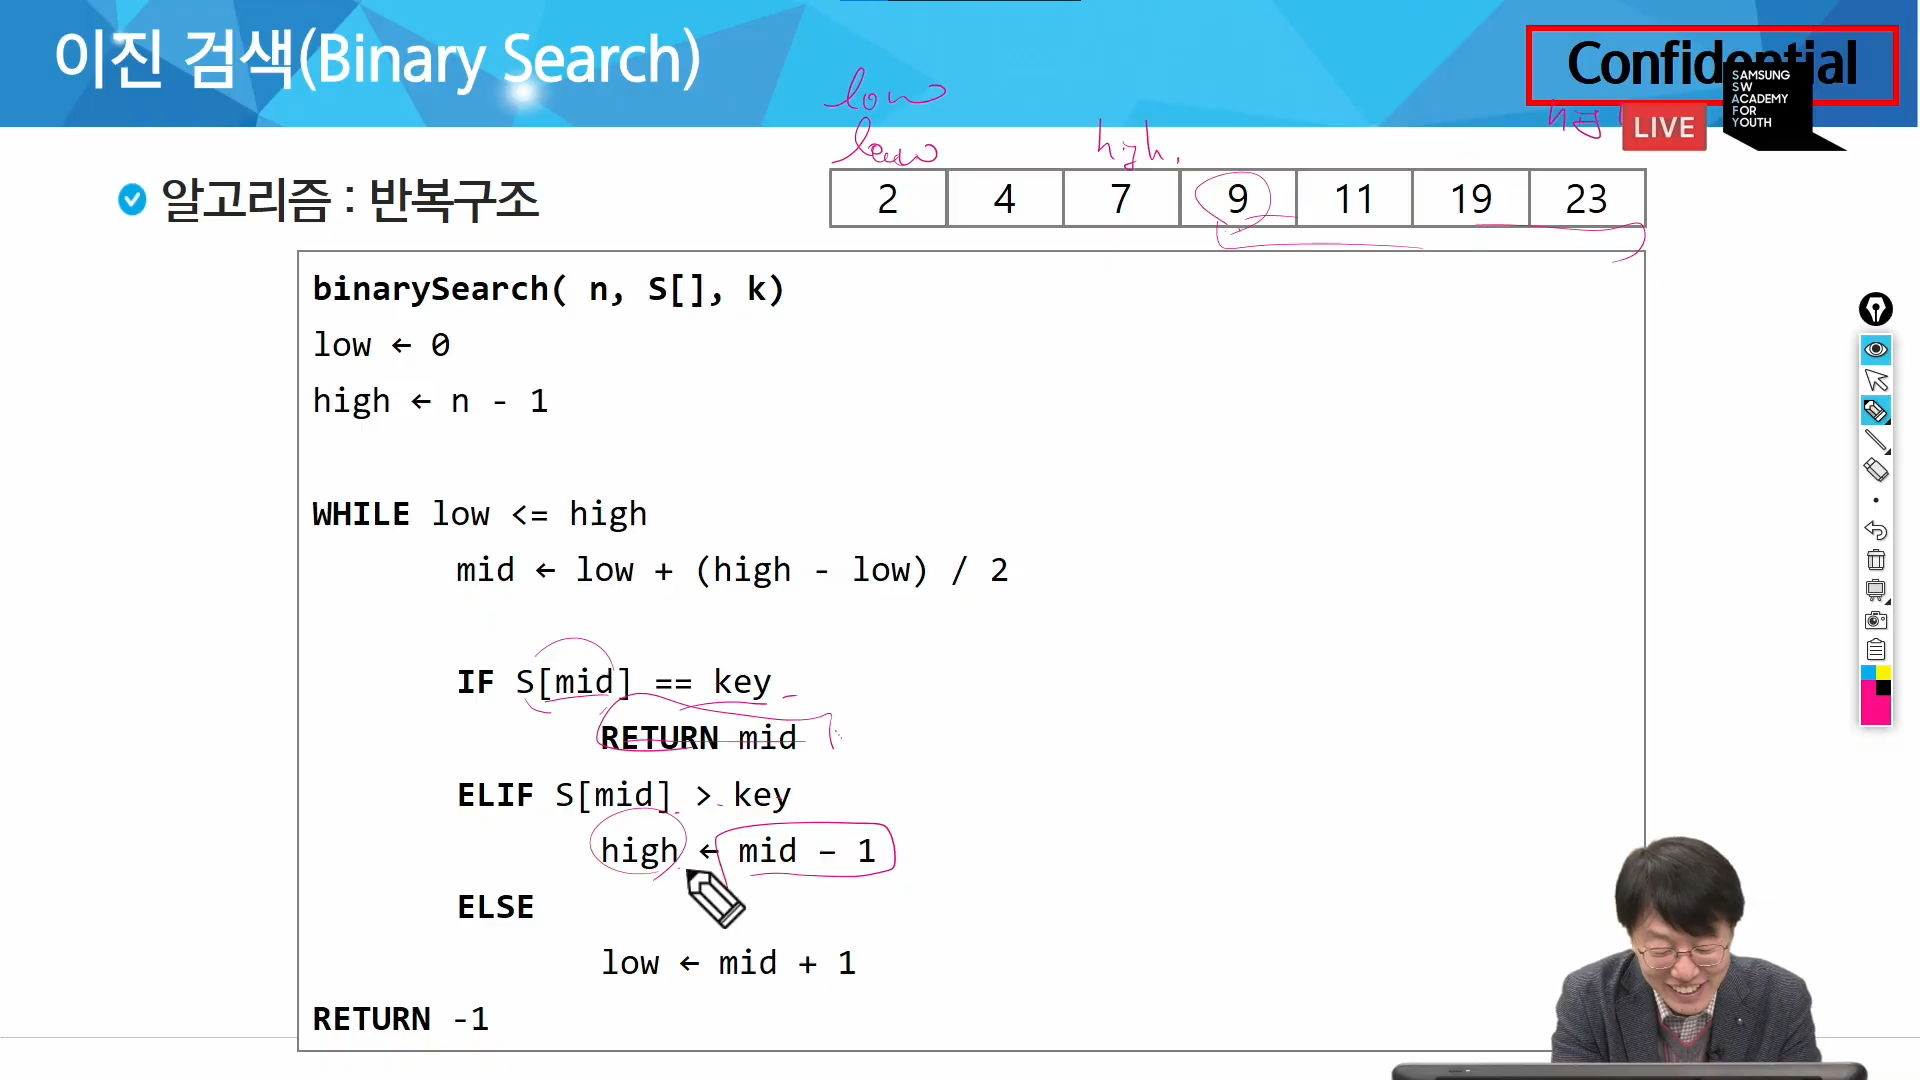 이진 검색(Binary Search)
SAMSUNG
SW
ACADEMY
FOR
YOUTH
LIVE
low
low
high.
알고리즘 : 반복구조
2 4 7 9 11 19 23
binarySearch( n, S[], k)
low ← 0
high ← n - 1
WHILE low <= high
mid ← low + (high - low) / 2
IF S[mid] == key
RETURN mid
ELIF S[mid] > key
high ← mid – 1
ELSE
low ← mid + 1
RETURN -1